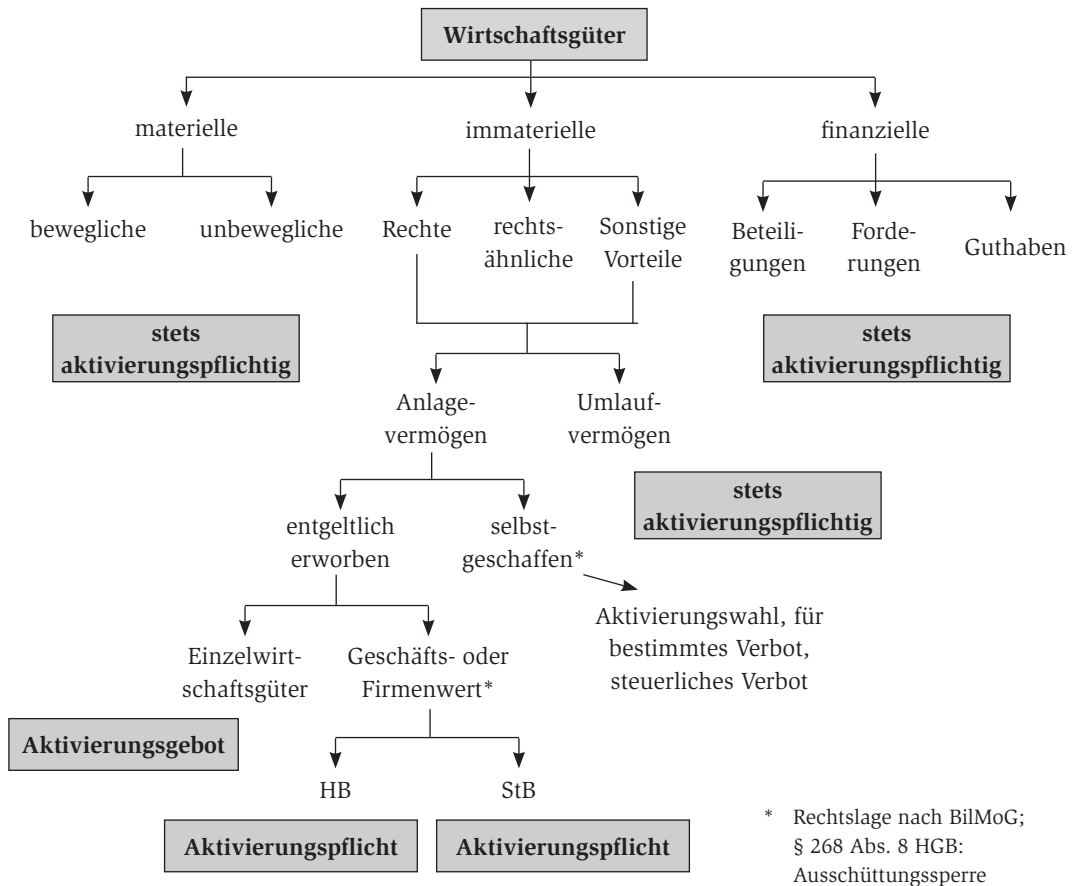 Wirtschaftsgüter
materielle
immaterielle
finanzielle
bewegliche
unbewegliche
Rechte
rechts-
ähnliche
Sonstige
Vorteile
Beteili-
gungen
Forde-
rungen
Guthaben
stets
aktivierungspflichtig
stets
aktivierungspflichtig
Anlage-
vermögen
Umlauf-
vermögen
stets
aktivierungspflichtig
entgeltlich
erworben
selbst-
geschaffen*
Aktivierungswahl, für
bestimmtes Verbot,
steuerliches Verbot
Einzelwirt-
schaftsgüter
Geschäfts- oder
Firmenwert*
Aktivierungsgebot
HB
StB
Aktivierungspflicht
Aktivierungspflicht
* Rechtslage nach BilMoG;
§ 268 Abs. 8 HGB:
Ausschüttungssperre